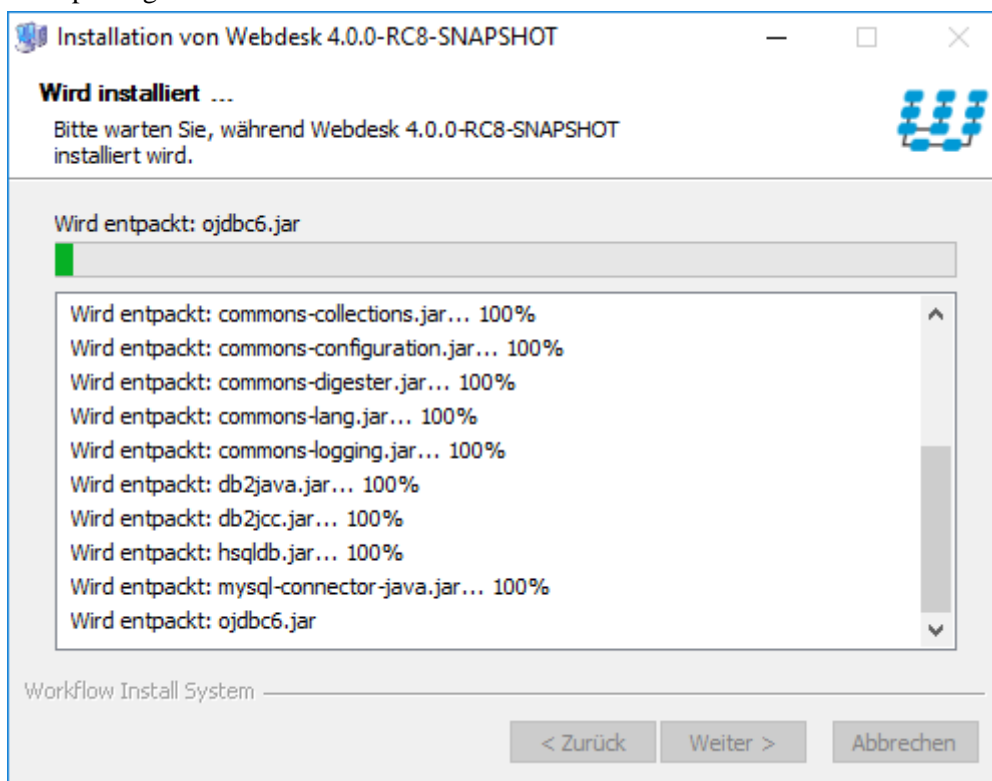 Installation von Webdesk 4.0.0-RC8-SNAPSHOT
Wird installiert ...
Bitte warten Sie, während Webdesk 4.0.0-RC8-SNAPSHOT
installiert wird.
Wird entpackt: ojdbc6.jar
Wird entpackt: commons-collections.jar... 100%
Wird entpackt: commons-configuration.jar... 100%
Wird entpackt: commons-digester.jar... 100%
Wird entpackt: commons-lang.jar... 100%
Wird entpackt: commons-logging.jar... 100%
Wird entpackt: db2java.jar... 100%
Wird entpackt: db2jcc.jar... 100%
Wird entpackt: hsqldb.jar... 100%
Wird entpackt: mysql-connector-java.jar... 100%
Wird entpackt: ojdbc6.jar
Workflow Install System
< Zurück Weiter > Abbrechen